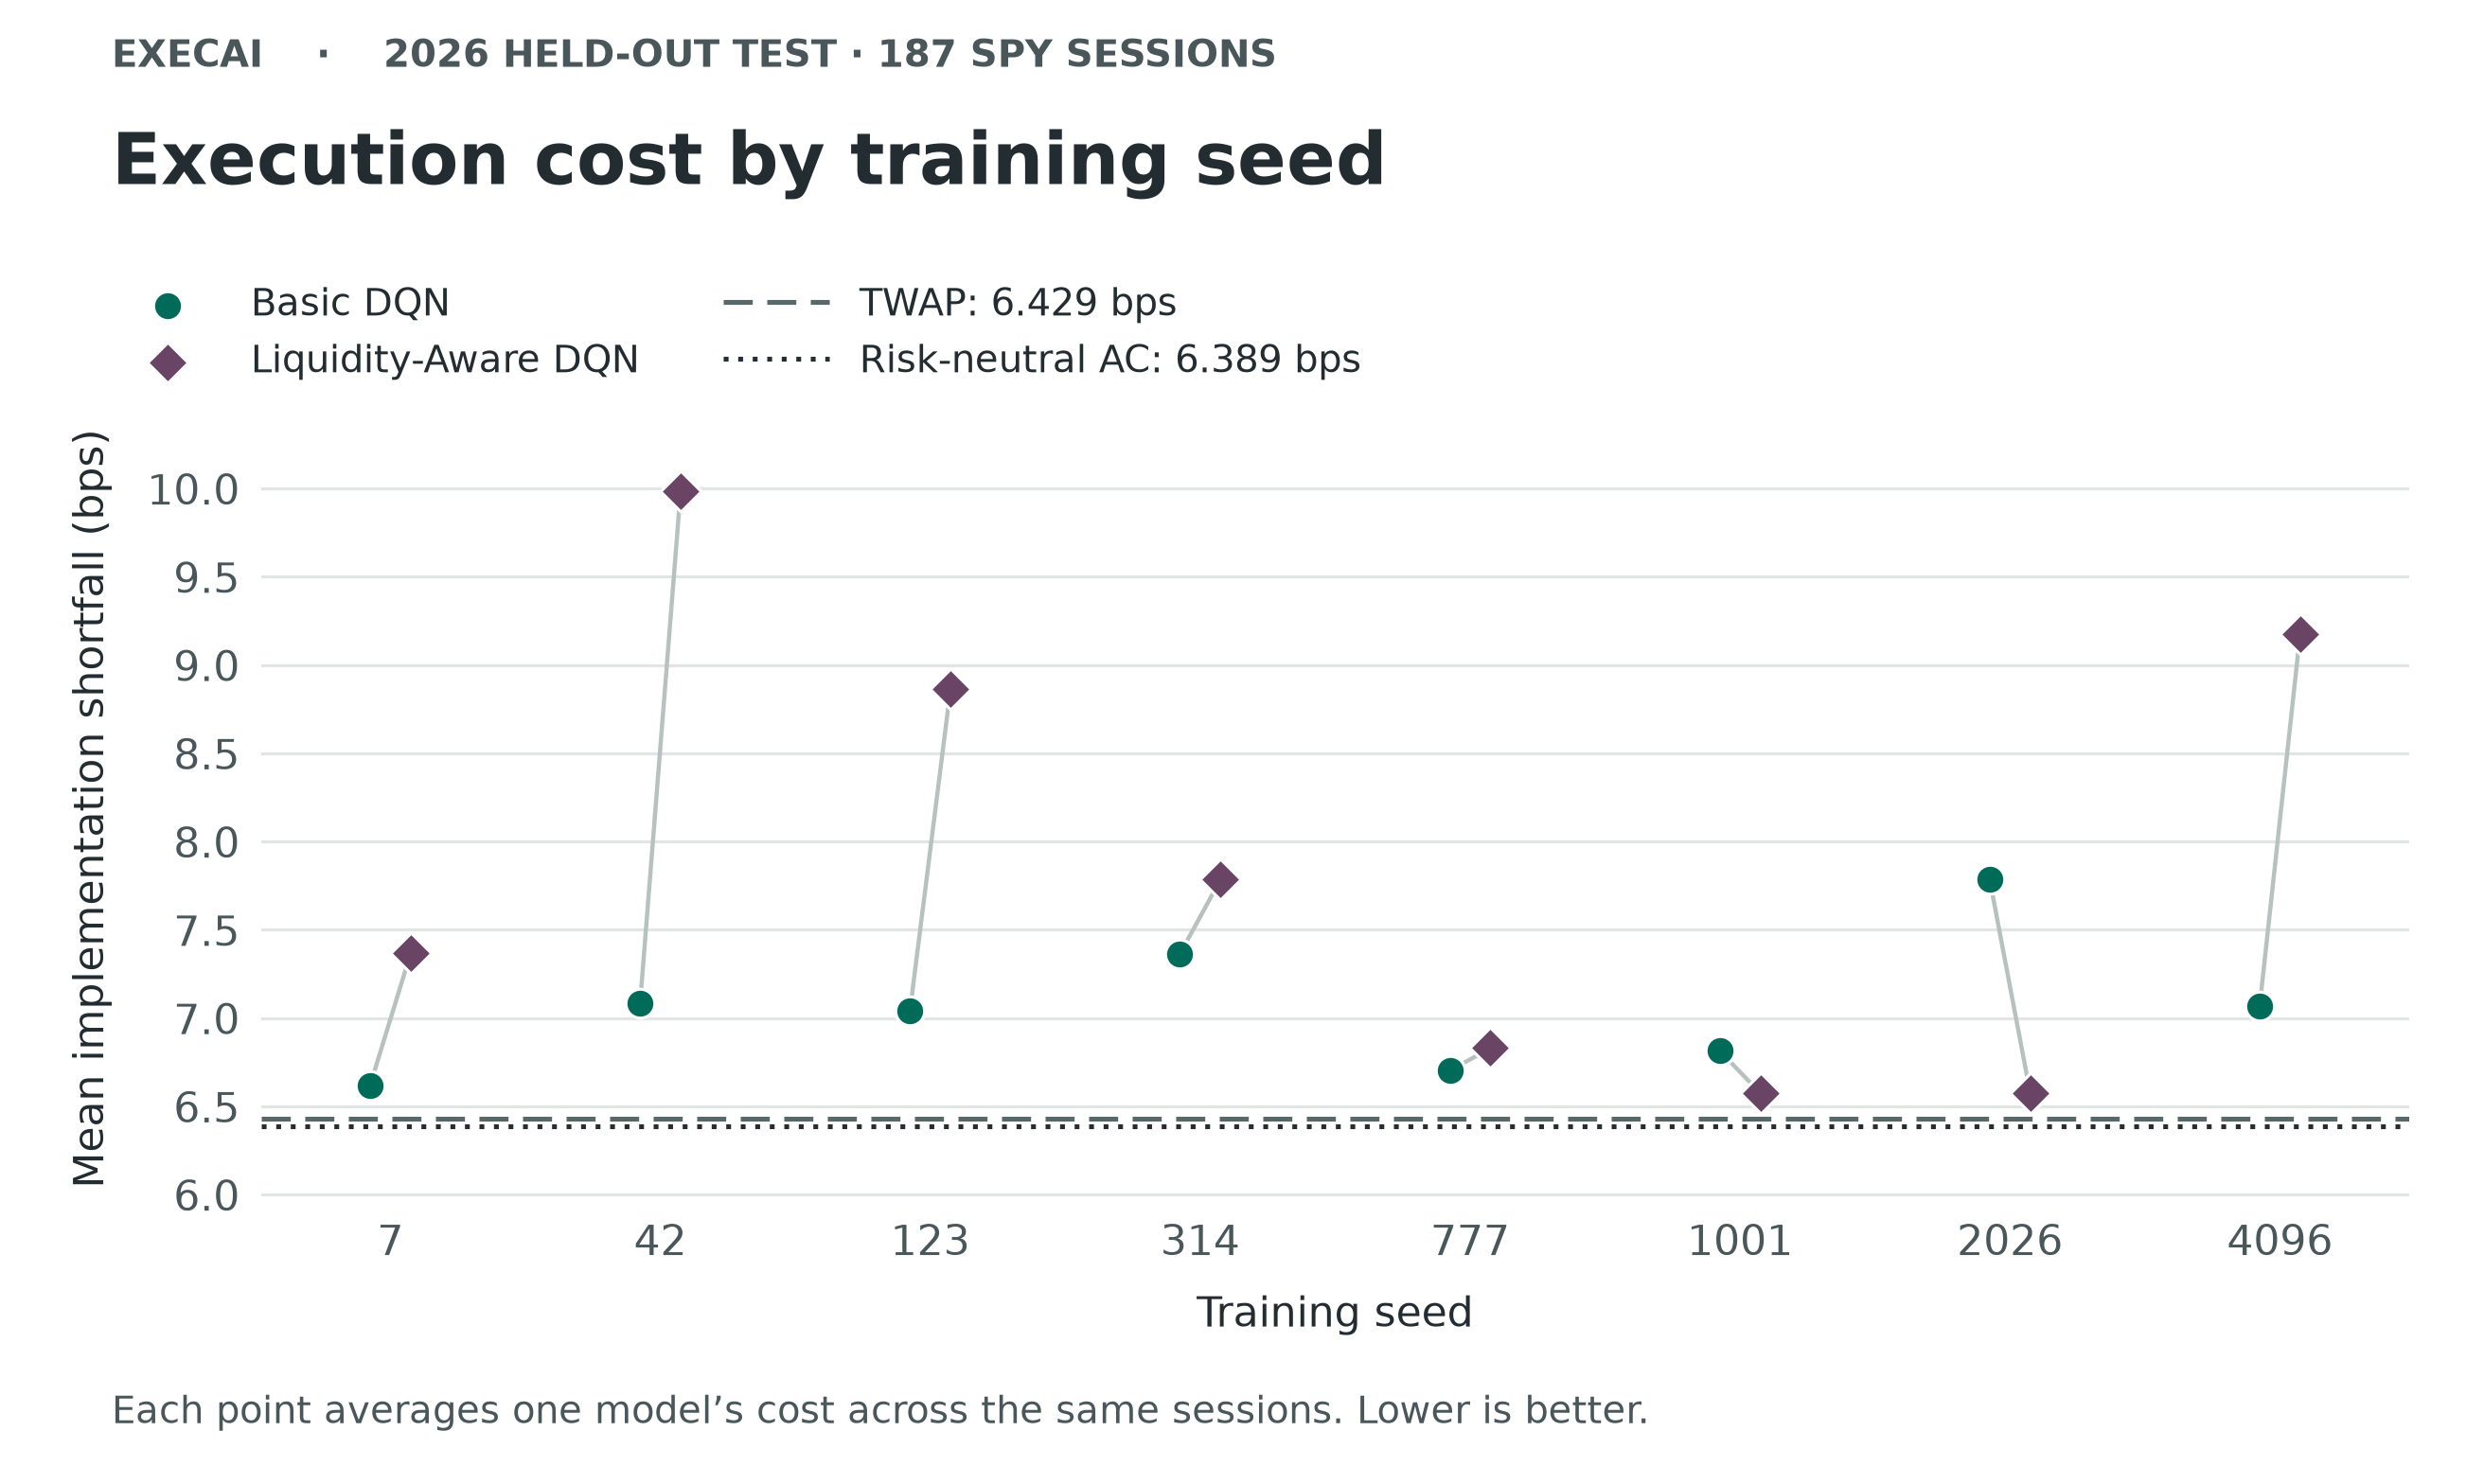 EXECAI · 2026 HELD-OUT TEST · 187 SPY SESSIONS
Execution cost by training seed
Basic DQN
Liquidity-aware DQN
TWAP: 6.429 bps
Risk-neutral AC: 6.389 bps
Mean implementation shortfall (bps)
10.0
9.5
9.0
8.5
8.0
7.5
7.0
6.5
6.0
7 42 123 314 777 1001 2026 4096
Training seed
Each point averages one model’s cost across the same sessions. Lower is better.